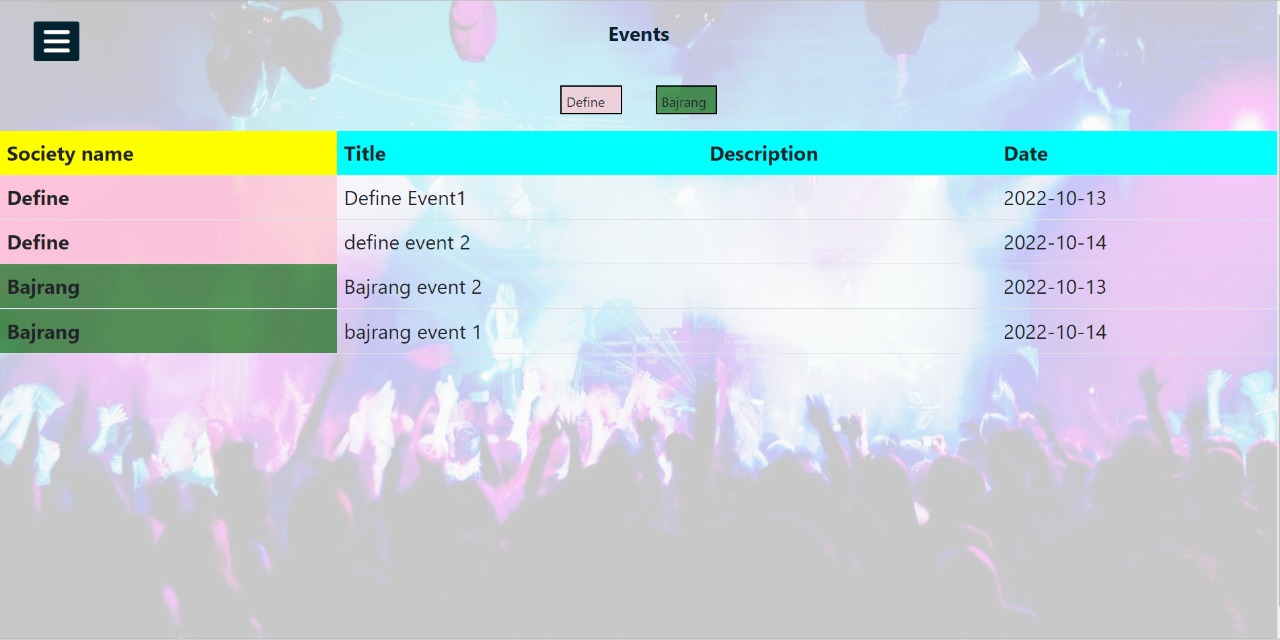 Events
Define Bajrang
Society name Title Description Date
Define Define Event1 2022-10-13
Define define event 2 2022-10-14
Bajrang Bajrang event 2 2022-10-13
Bajrang bajrang event 1 2022-10-14